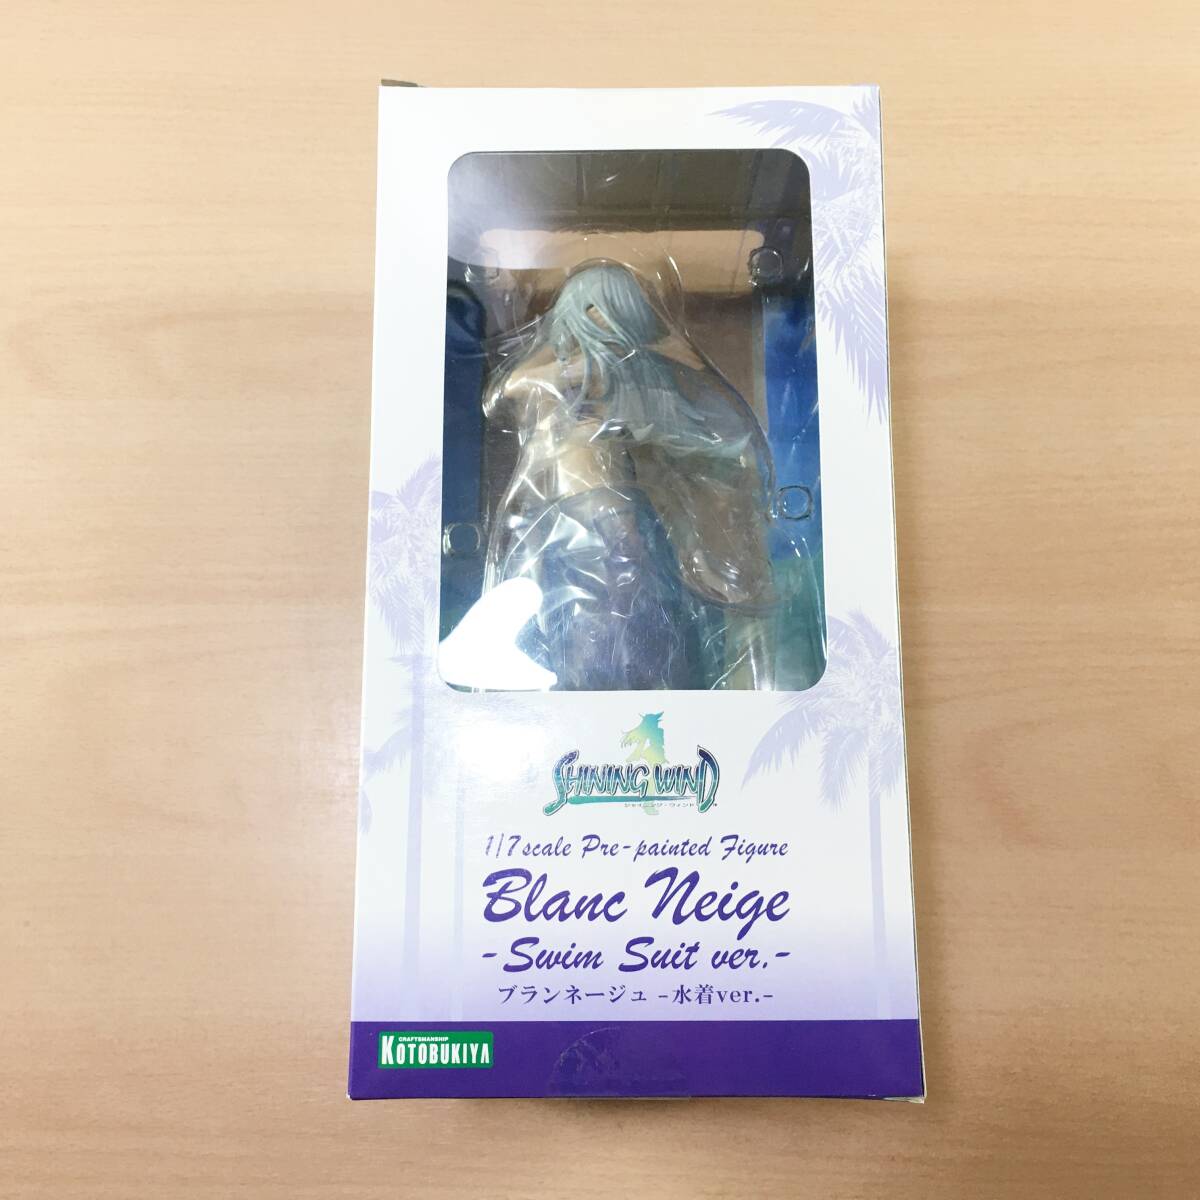 SHINING WIND
シャイニング・ウィンド
1/7 scale Pre-painted Figure
Blanc Neige
-Swim Suit ver.-
ブランネージュ -水着ver.-
CRAFTSMANSHIP
KOTOBUKIYA